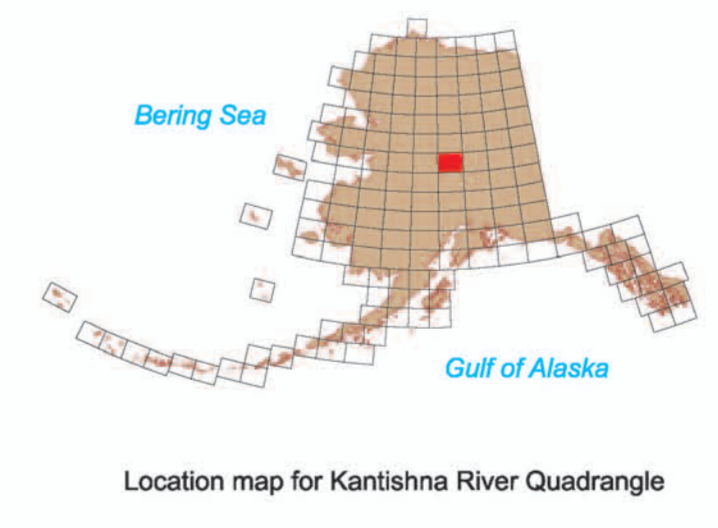 Bering Sea
Gulf of Alaska
Location map for Kantishna River Quadrangle